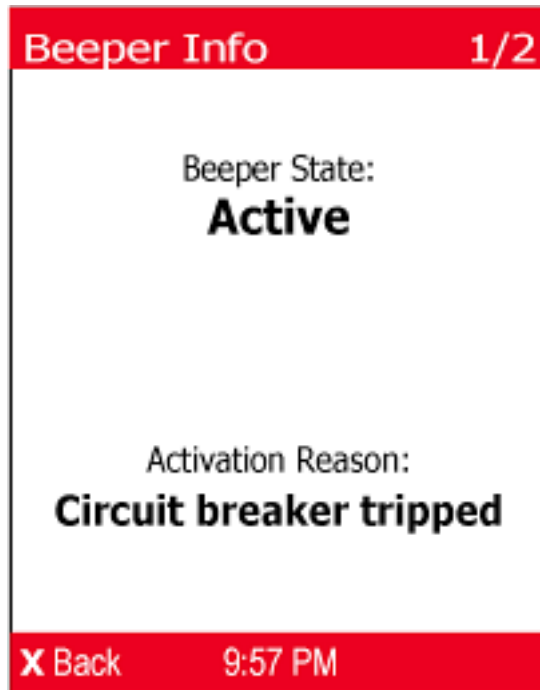 Beeper Info 1/2
Beeper State:
Active
Activation Reason:
Circuit breaker tripped
X Back 9:57 PM